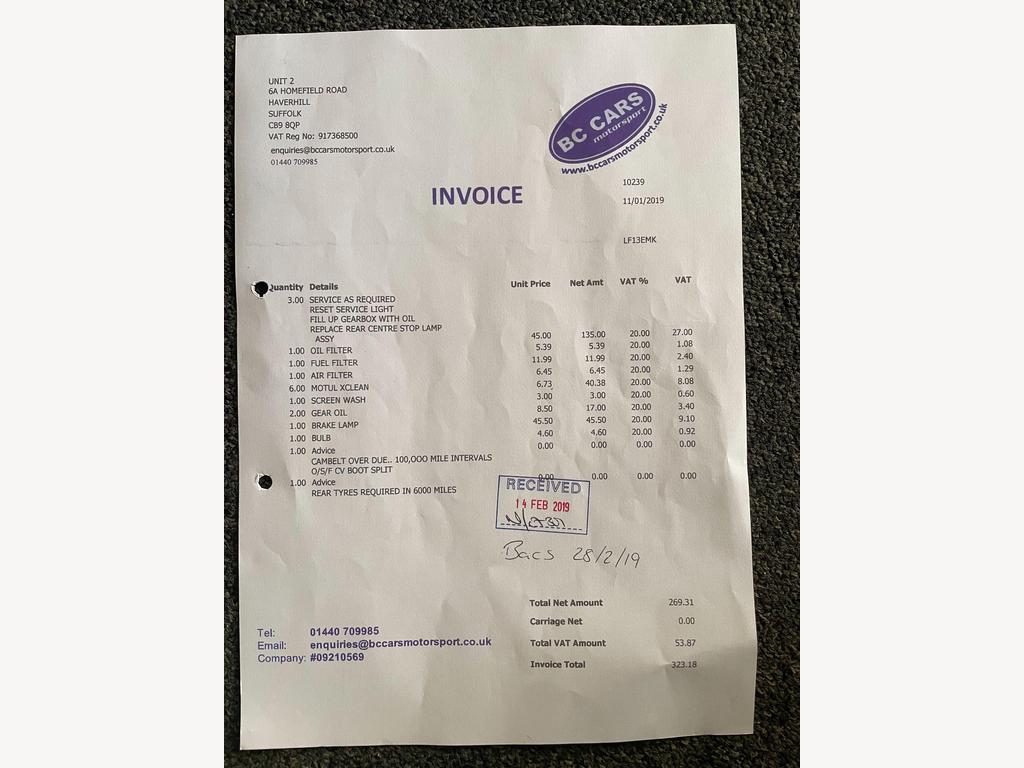 UNIT 2
6A HOMEFIELD ROAD
HAVERHILL
SUFFOLK
CB9 8QP
VAT Reg No: 917368500
enquiries@bccarsmotorsport.co.uk
01440 709985
BC CARS
motorsport
www.bccarsmotorsport.co.uk
INVOICE
10239
11/01/2019
LF13EMK
Quantity Details Unit Price Net Amt VAT % VAT
3.00 SERVICE AS REQUIRED
RESET SERVICE LIGHT
FILL UP GEARBOX WITH OIL
REPLACE REAR CENTRE STOP LAMP
ASSY 45.00 135.00 20.00 27.00
1.00 OIL FILTER 5.39 5.39 20.00 1.08
1.00 FUEL FILTER 11.99 11.99 20.00 2.40
1.00 AIR FILTER 6.45 6.45 20.00 1.29
6.00 MOTUL XCLEAN 6.73 40.38 20.00 8.08
1.00 SCREEN WASH 3.00 3.00 20.00 0.60
2.00 GEAR OIL 8.50 17.00 20.00 3.40
1.00 BRAKE LAMP 45.50 45.50 20.00 9.10
1.00 BULB 4.60 4.60 20.00 0.92
1.00 Advice 0.00 0.00 0.00 0.00
CAMBELT OVER DUE.. 100,OOO MILE INTERVALS
O/S/F CV BOOT SPLIT
1.00 Advice 0.00 0.00 0.00 0.00
REAR TYRES REQUIRED IN 6000 MILES
RECEIVED
14 FEB 2019
Bacs 28/2/19
Total Net Amount 269.31
Carriage Net 0.00
Total VAT Amount 53.87
Invoice Total 323.18
Tel: 01440 709985
Email: enquiries@bccarsmotorsport.co.uk
Company: #09210569